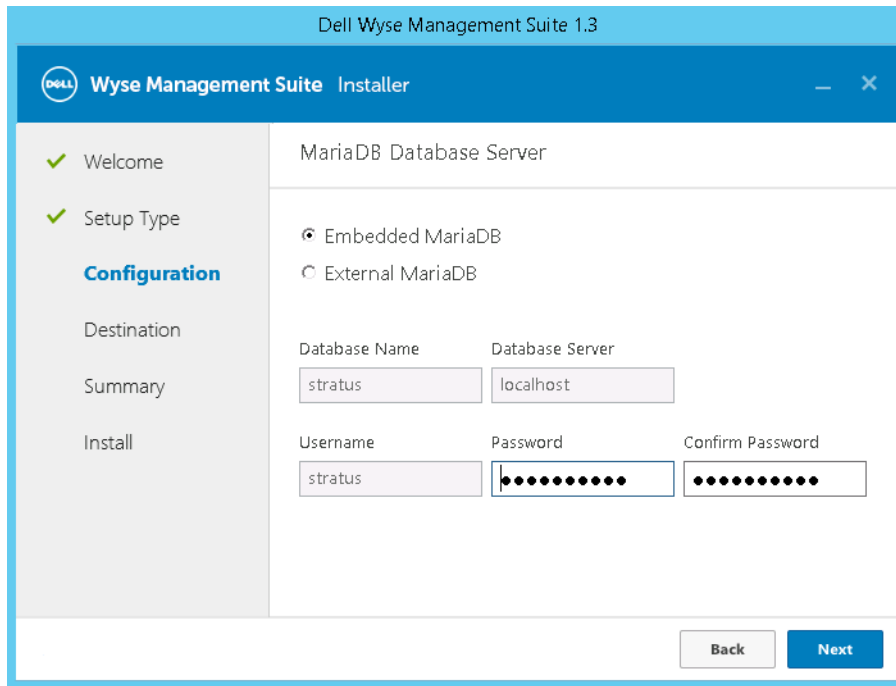 Dell Wyse Management Suite 1.3
DELL Wyse Management Suite Installer
Welcome
MariaDB Database Server
Setup Type
Embedded MariaDB
Configuration
External MariaDB
Destination
Database Name Database Server
Summary
stratus localhost
Install
Username Password Confirm Password
stratus
Back Next